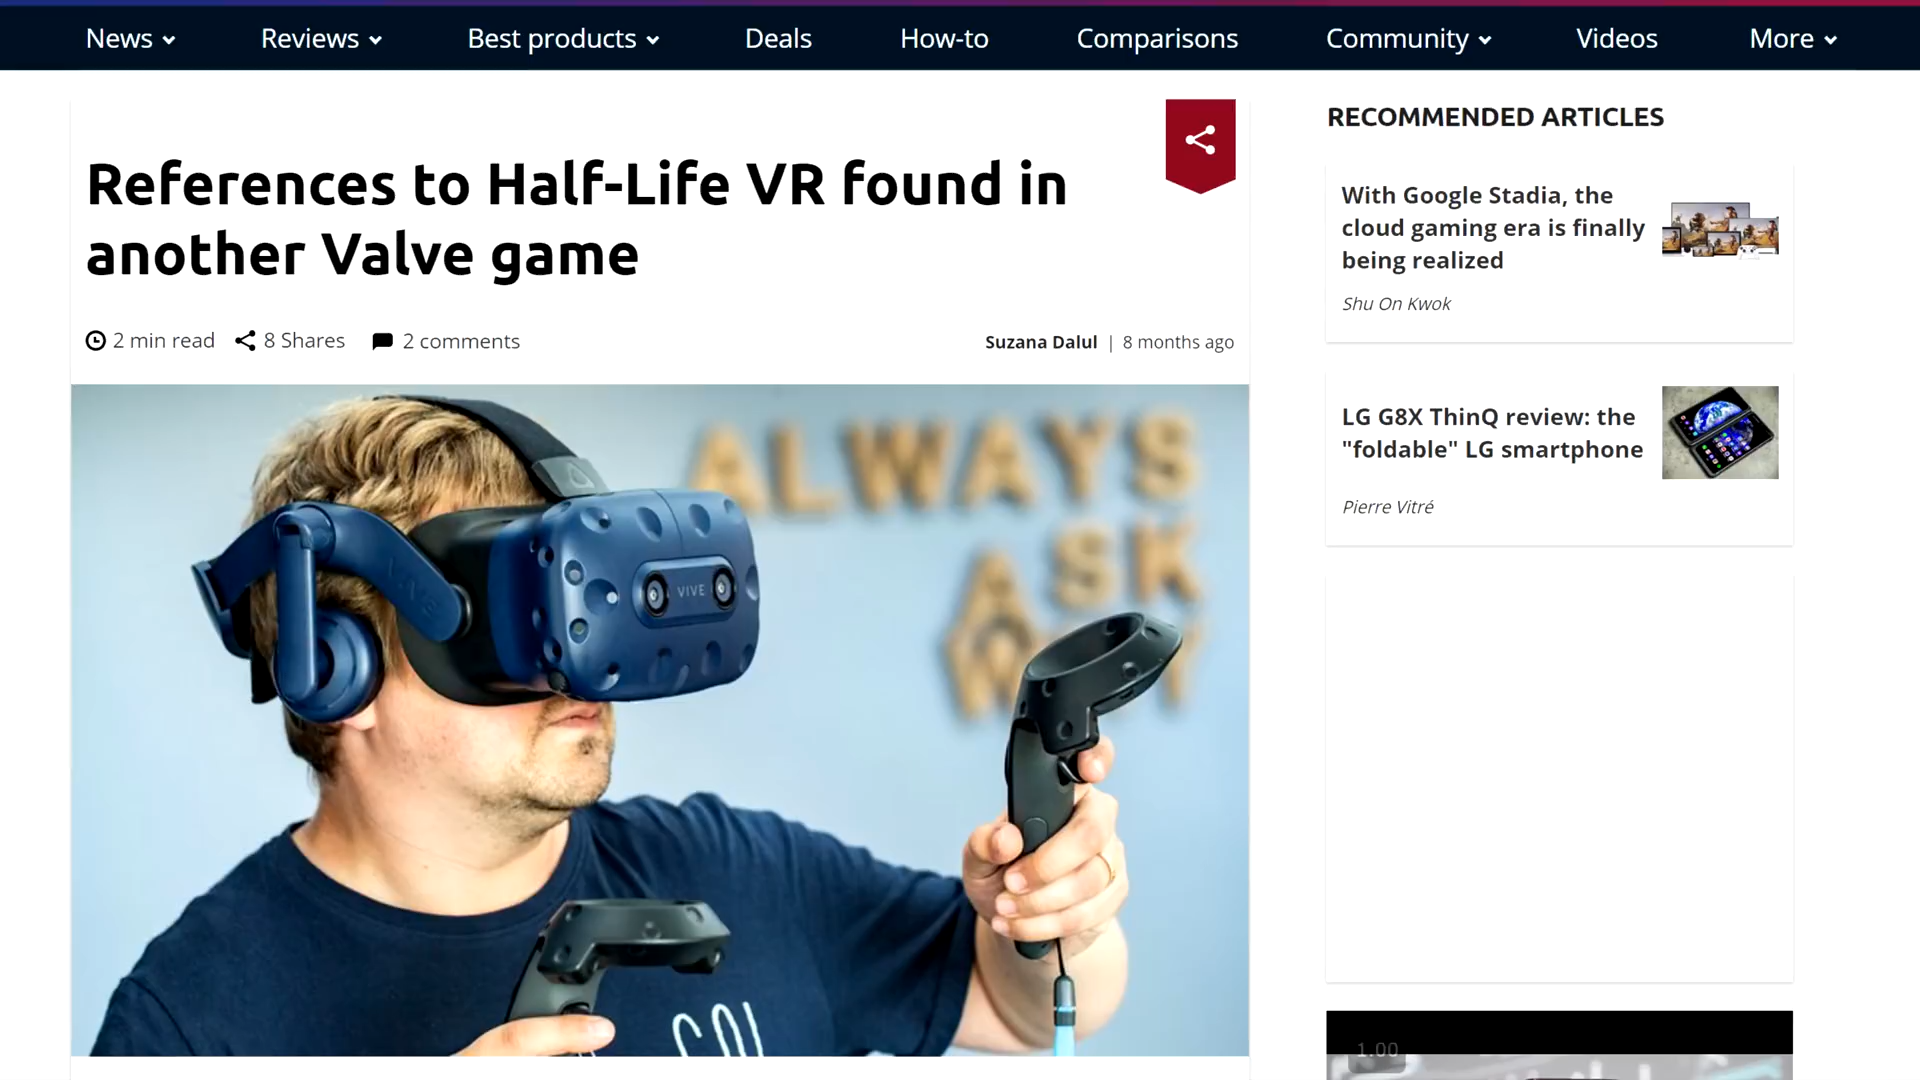 News
Reviews
Best products
Deals
How-to
Comparisons
Community
Videos
More
References to Half-Life VR found in
another Valve game
2 min read
8 Shares
2 comments
Suzana Dalul | 8 months ago
ALWAYS
ASK
VIVE
RECOMMENDED ARTICLES
With Google Stadia, the
cloud gaming era is finally
being realized
Shu On Kwok
LG G8X ThinQ review: the
"foldable" LG smartphone
Pierre Vitré
1.00